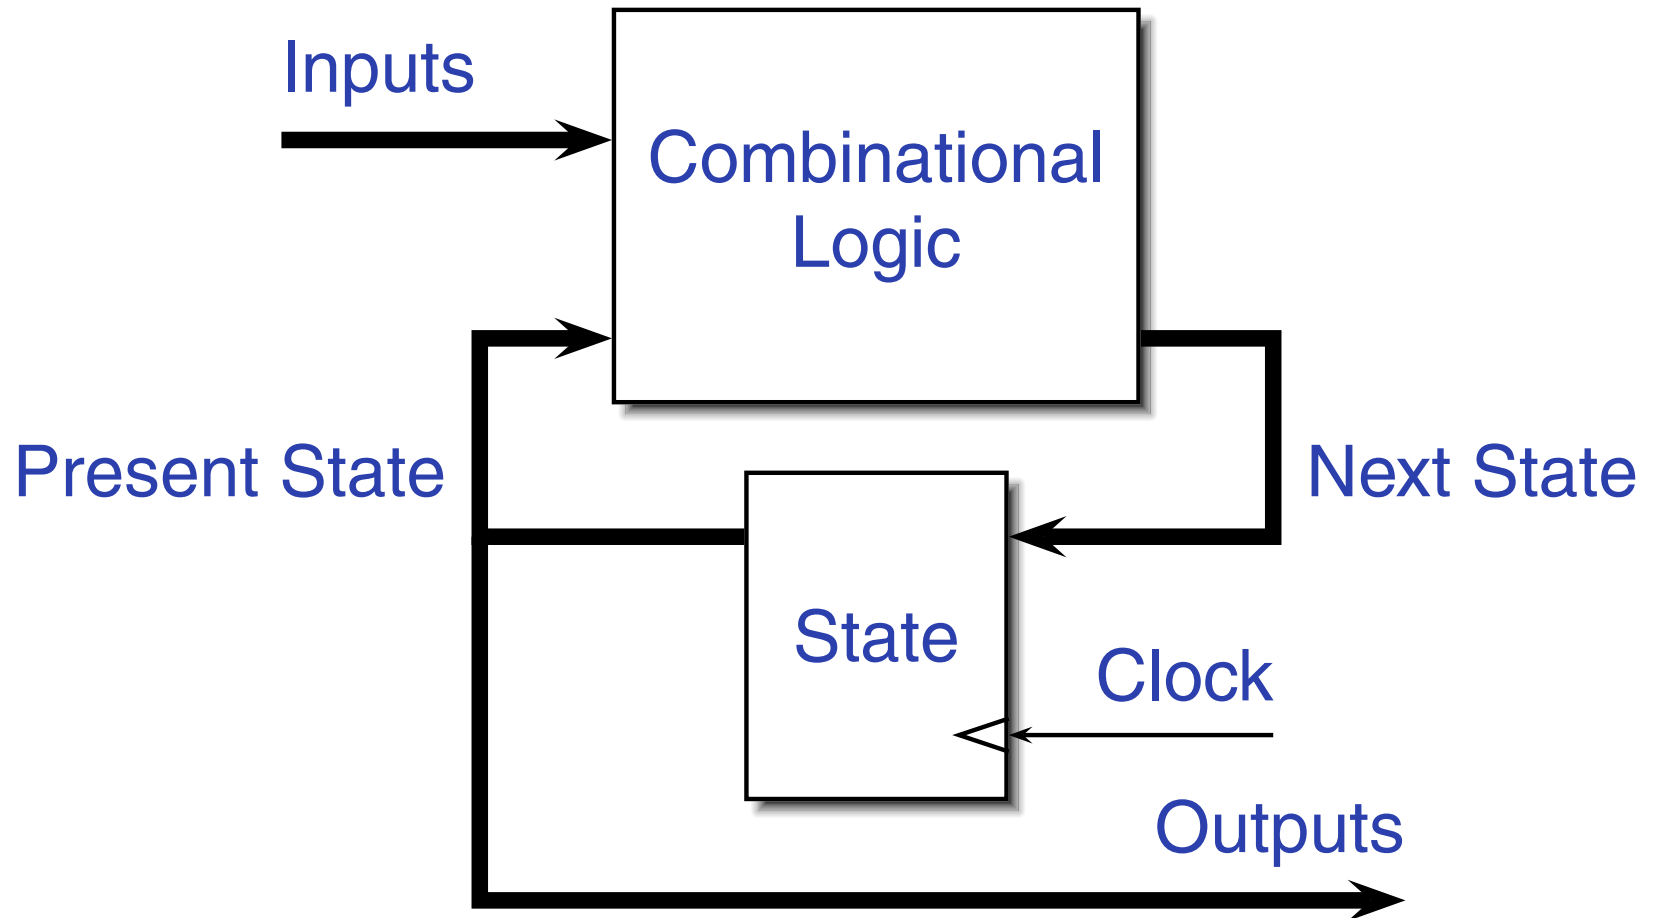 Inputs
Combinational
Logic
Present State
Next State
State
Clock
Outputs